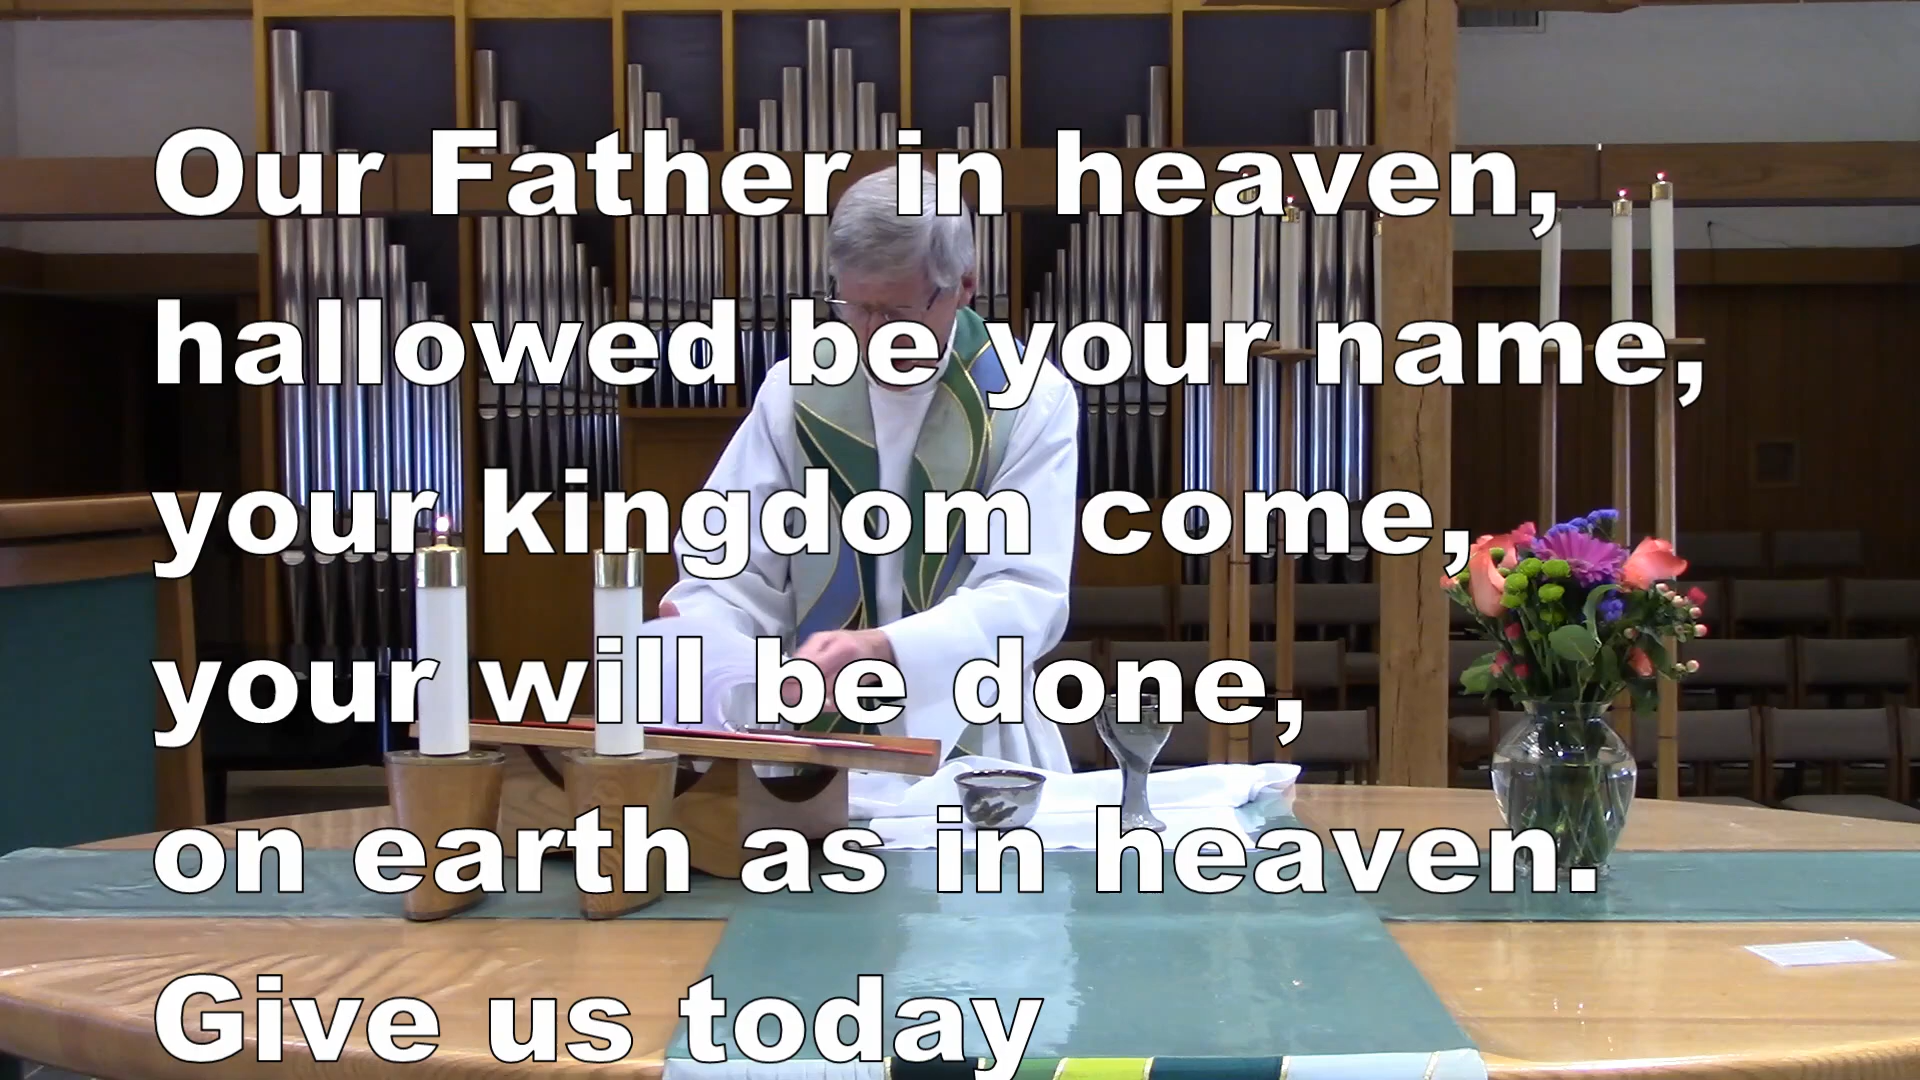 Our Father in heaven,
hallowed be your name,
your kingdom come,
your will be done,
on earth as in heaven.
Give us today